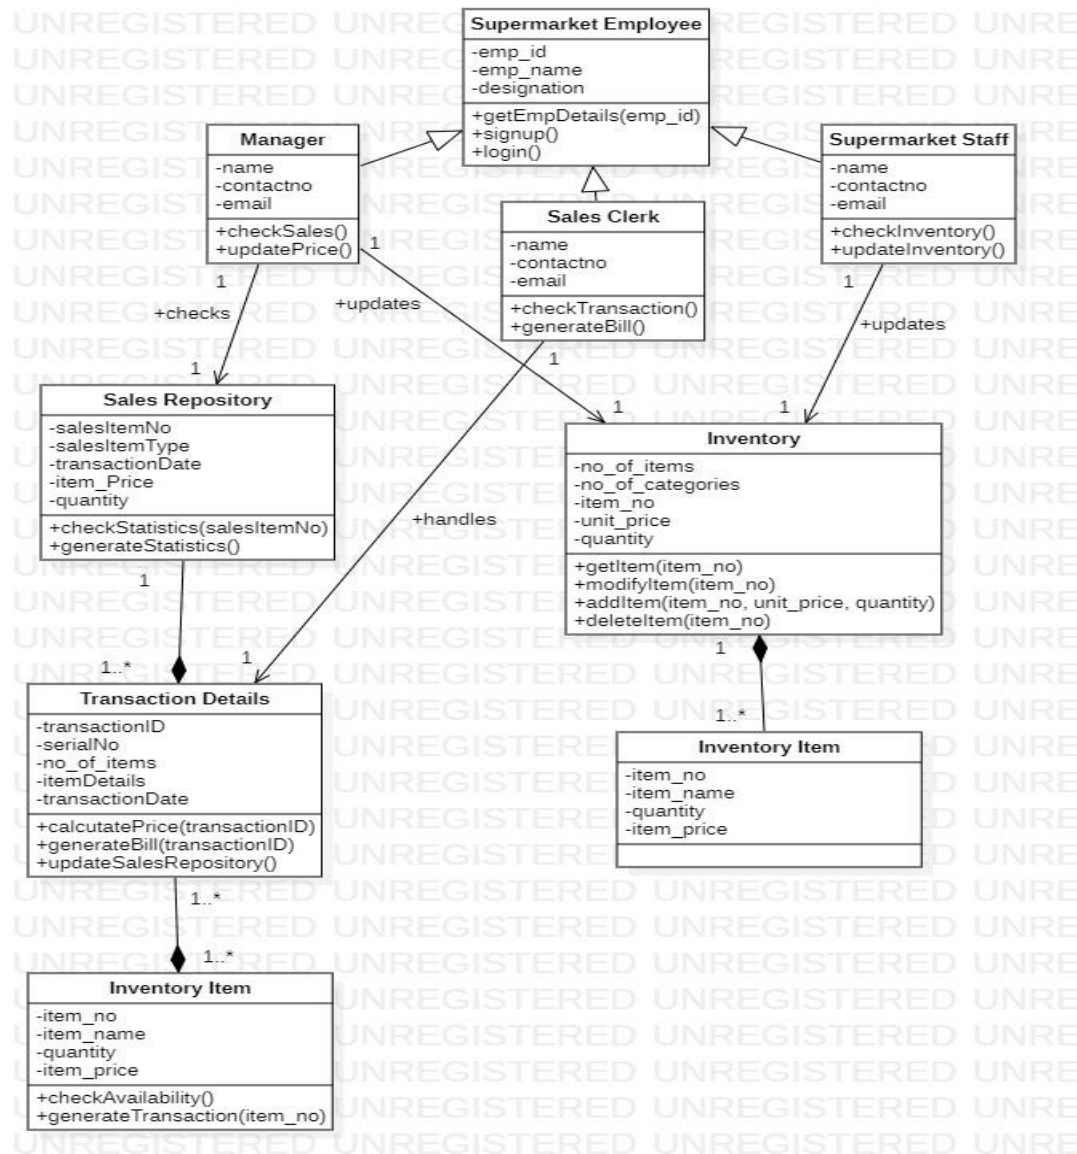 Supermarket Employee
-emp_id
-emp_name
-designation
+getEmpDetails(emp_id)
+signup()
+login()
Manager
-name
-contactno
-email
+checkSales()
+updatePrice()
Sales Clerk
-name
-contactno
-email
+checkTransaction()
+generateBill()
Supermarket Staff
-name
-contactno
-email
+checkInventory()
+updateInventory()
1
+checks
1
1
+updates
1
1
+handles
1
1
+updates
1
Sales Repository
-salesItemNo
-salesItemType
-transactionDate
-item_Price
-quantity
+checkStatistics(salesItemNo)
+generateStatistics()
1
1..*
Inventory
-no_of_items
-no_of_categories
-item_no
-unit_price
-quantity
+getItem(item_no)
+modifyItem(item_no)
+addItem(item_no, unit_price, quantity)
+deleteItem(item_no)
1
1..*
Transaction Details
-transactionID
-serialNo
-no_of_items
-itemDetails
-transactionDate
+calcutatePrice(transactionID)
+generateBill(transactionID)
+updateSalesRepository()
1..*
1..*
Inventory Item
-item_no
-item_name
-quantity
-item_price
Inventory Item
-item_no
-item_name
-quantity
-item_price
+checkAvailability()
+generateTransaction(item_no)
UNREGISTERED UNREGISTERED UNREGISTERED UNRE